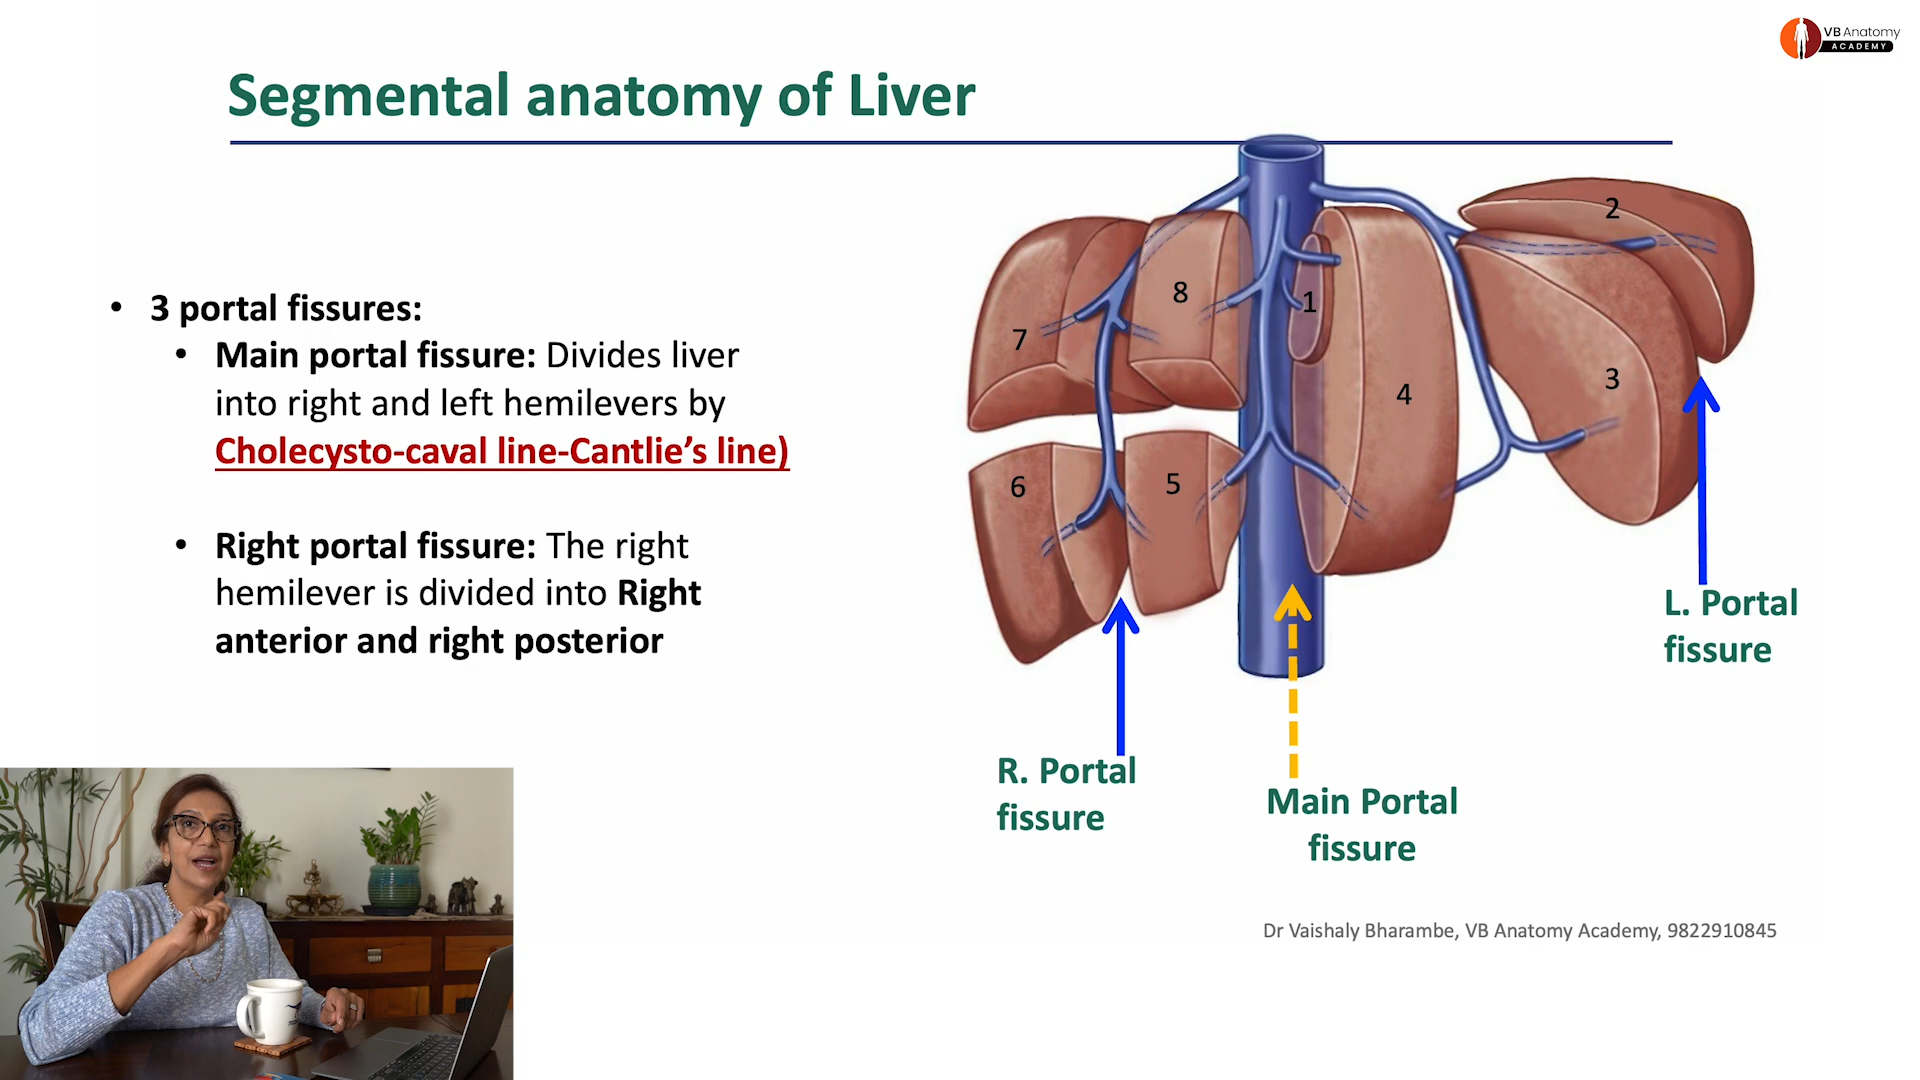 VB Anatomy
ACADEMY
Segmental anatomy of Liver
• 3 portal fissures:
• Main portal fissure: Divides liver
into right and left hemilevers by
Cholecysto-caval line-Cantlie’s line)
• Right portal fissure: The right
hemilever is divided into Right
anterior and right posterior
2
8
1
7
3
4
6
5
L. Portal
fissure
R. Portal
fissure
Main Portal
fissure
Dr Vaishaly Bharambe, VB Anatomy Academy, 9822910845